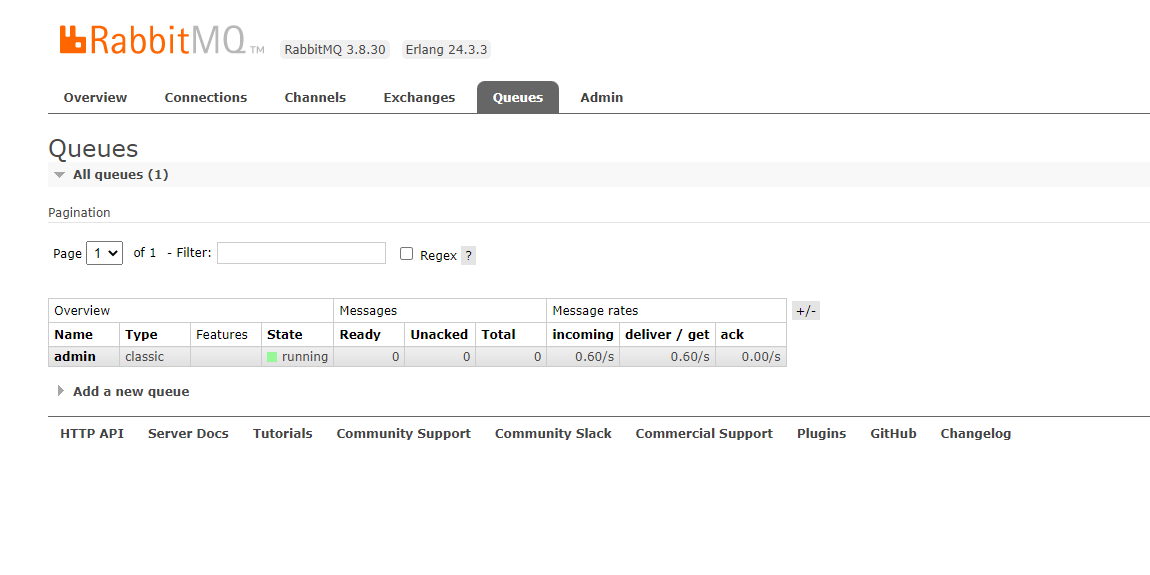 RabbitMQ TM RabbitMQ 3.8.30 Erlang 24.3.3
Overview Connections Channels Exchanges Queues Admin
Queues
All queues (1)
Pagination
Page 1 of 1 - Filter: Regex ?
Overview Messages Message rates +/-
Name Type Features State Ready Unacked Total incoming deliver / get ack
admin classic running 0 0 0 0.60/s 0.60/s 0.00/s
Add a new queue
HTTP API Server Docs Tutorials Community Support Community Slack Commercial Support Plugins GitHub Changelog